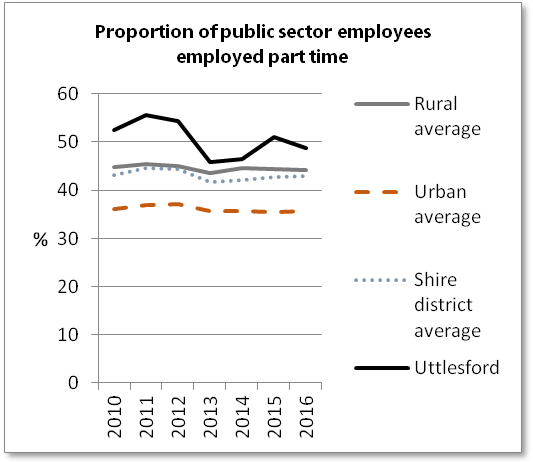 Proportion of public sector employees
employed part time
60
50
40
30
20
10
0
%
2010
2011
2012
2013
2014
2015
2016
Rural
average
Urban
average
Shire
district
average
Uttlesford